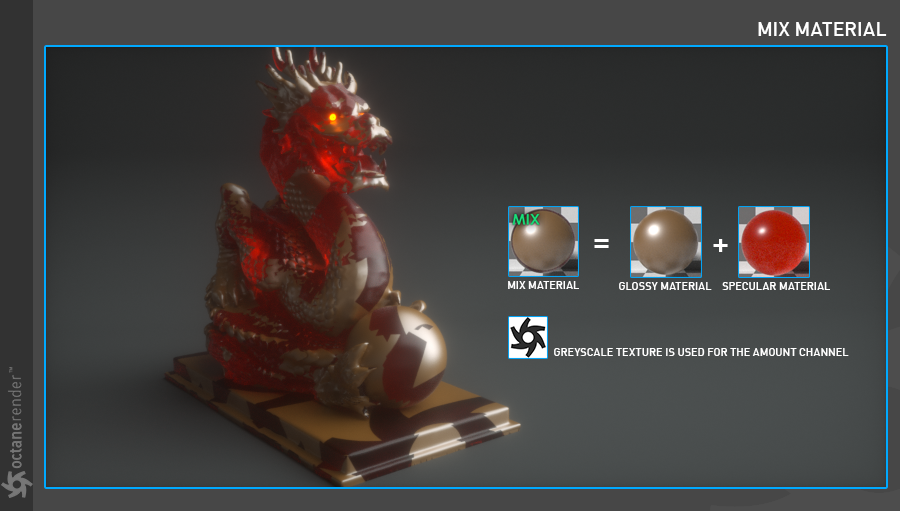 MIX MATERIAL
MIX
=
+
MIX MATERIAL
GLOSSY MATERIAL
SPECULAR MATERIAL
GREYSCALE TEXTURE IS USED FOR THE AMOUNT CHANNEL
octanerender™